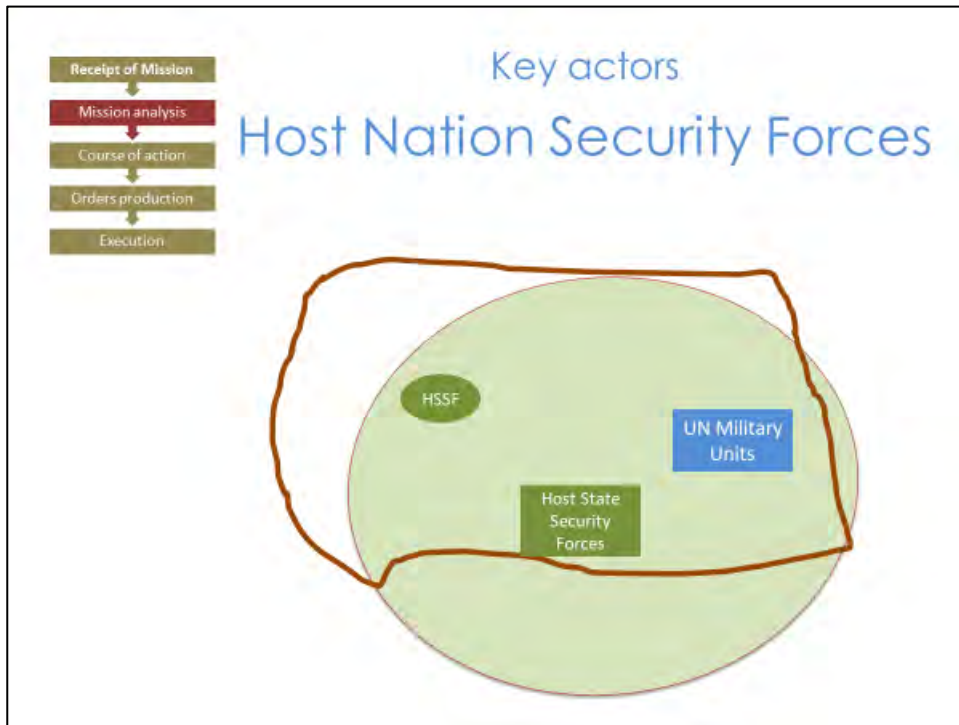 Receipt of Mission
Mission analysis
Course of action
Orders production
Execution
Key actors
Host Nation Security Forces
HSSF
UN Military
Units
Host State
Security
Forces